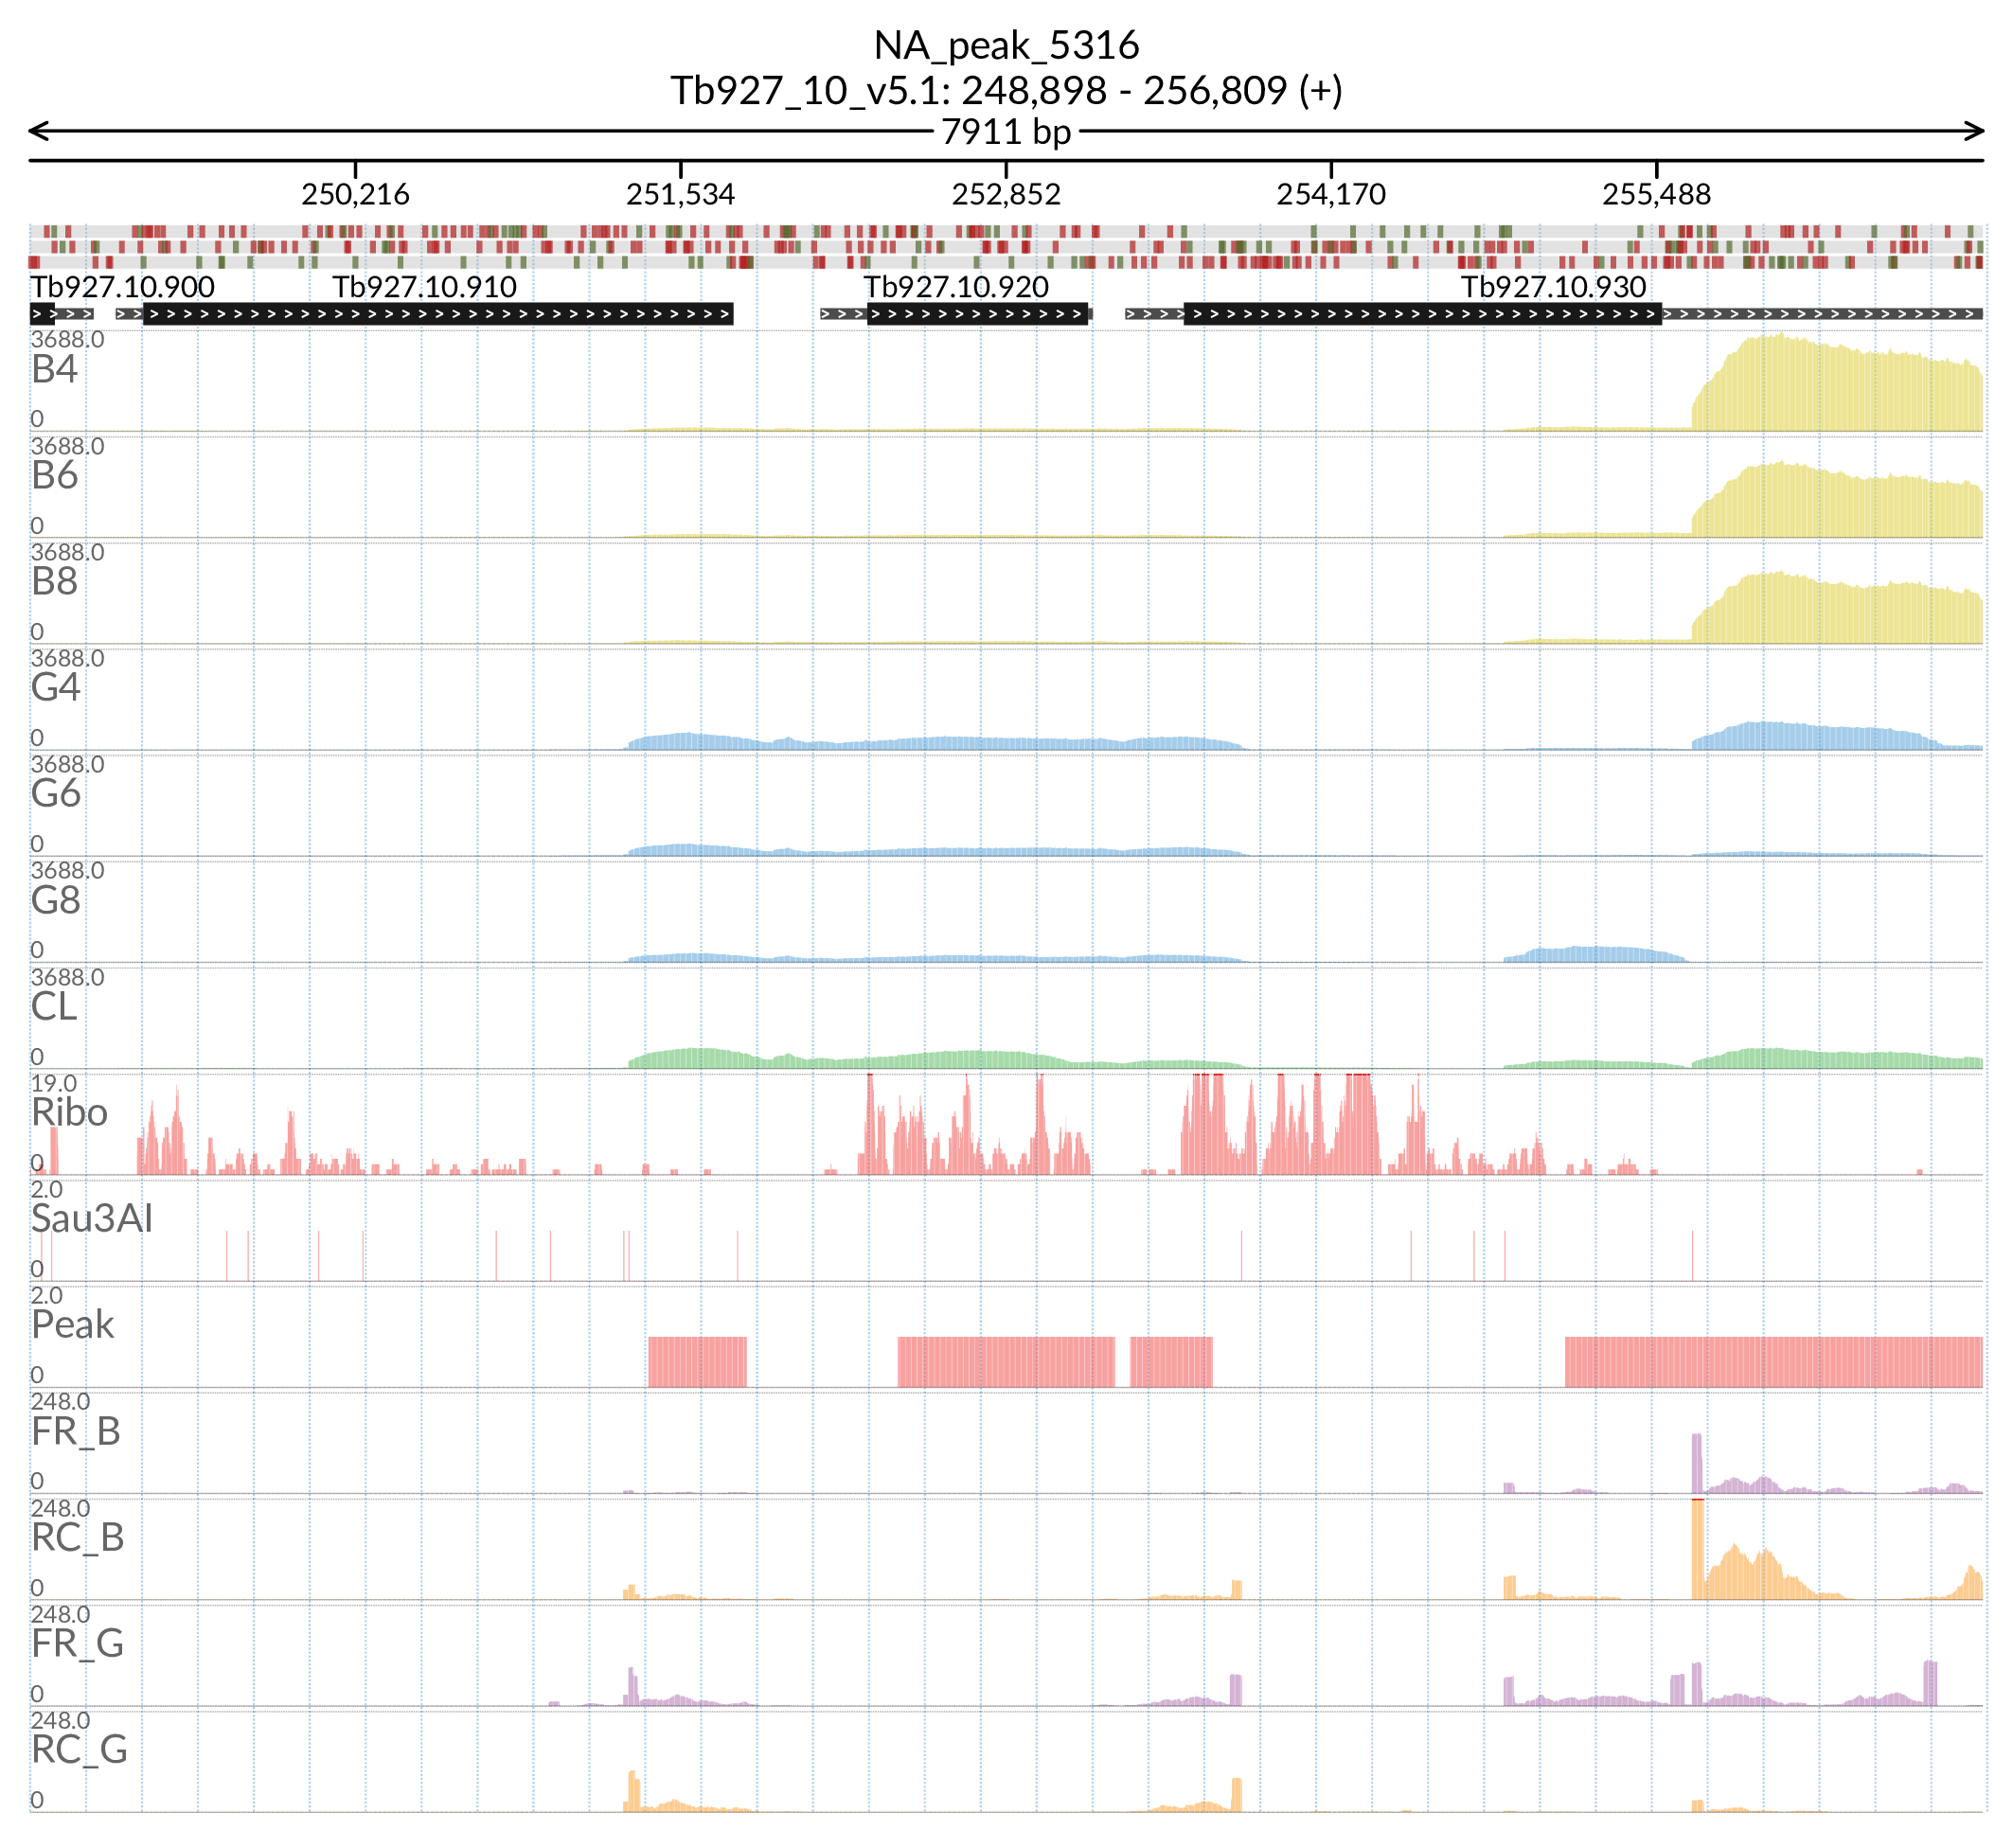 NA_peak_5316
Tb927_10_v5.1: 248,898 - 256,809 (+)
7911 bp
250,216 251,534 252,852 254,170 255,488
Tb927.10.900 Tb927.10.910 Tb927.10.920 Tb927.10.930
3688.0
B4
0
3688.0
B6
0
3688.0
B8
0
3688.0
G4
0
3688.0
G6
0
3688.0
G8
0
3688.0
CL
0
19.0
Ribo
0
2.0
Sau3AI
0
2.0
Peak
0
248.0
FR_B
0
248.0
RC_B
0
248.0
FR_G
0
248.0
RC_G
0